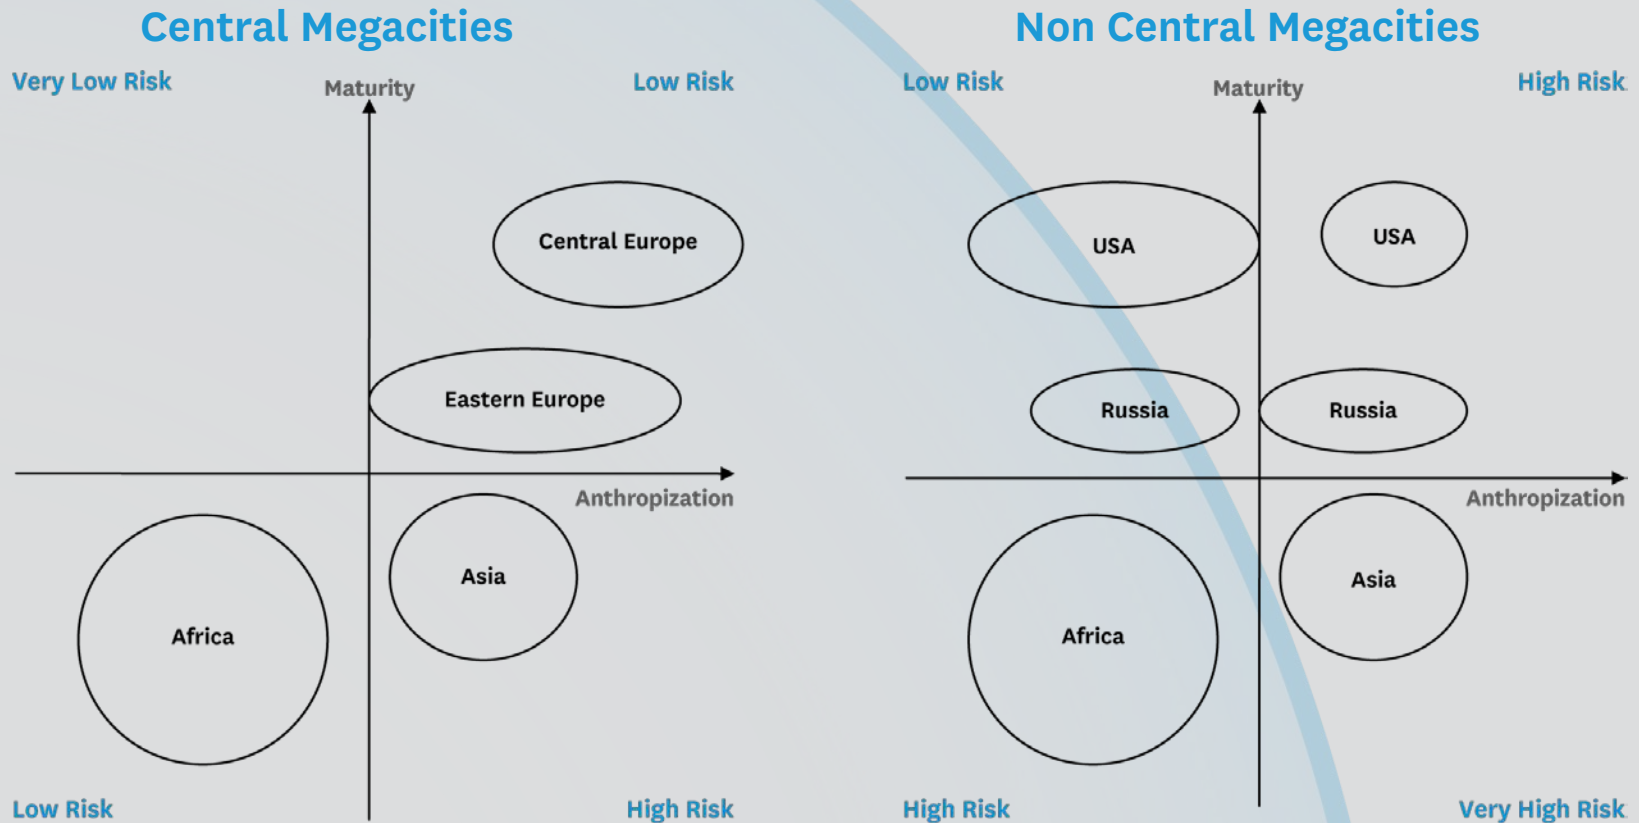 Central Megacities
Very Low Risk
Maturity
Low Risk
Central Europe
Eastern Europe
Anthropization
Asia
Africa
Low Risk
High Risk
Non Central Megacities
Low Risk
Maturity
High Risk
USA
USA
Russia
Russia
Anthropization
Asia
Africa
High Risk
Very High Risk